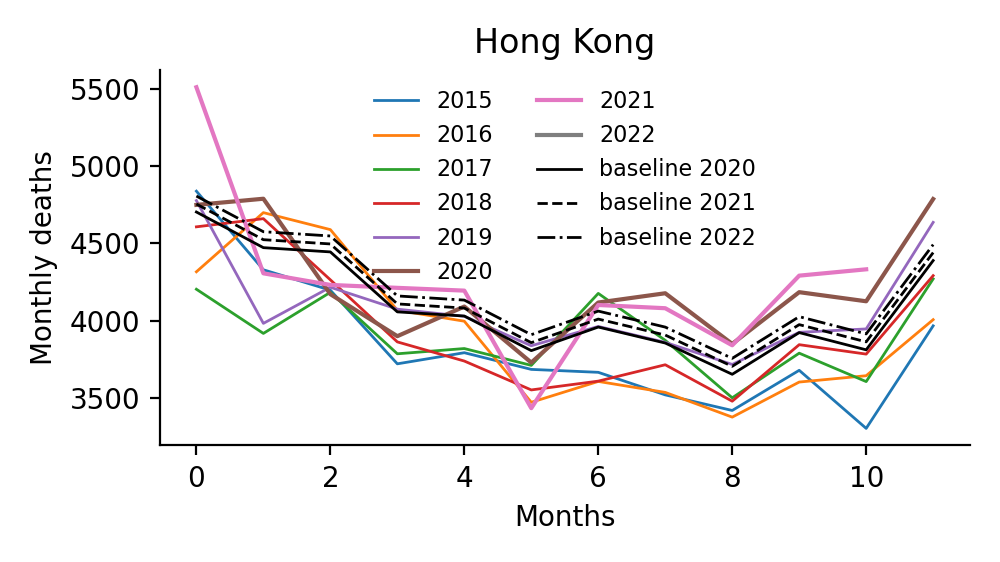 Hong Kong
Monthly deaths
5500
5000
4500
4000
3500
2015
2016
2017
2018
2019
2020
2021
2022
baseline 2020
baseline 2021
baseline 2022
0 2 4 6 8 10
Months